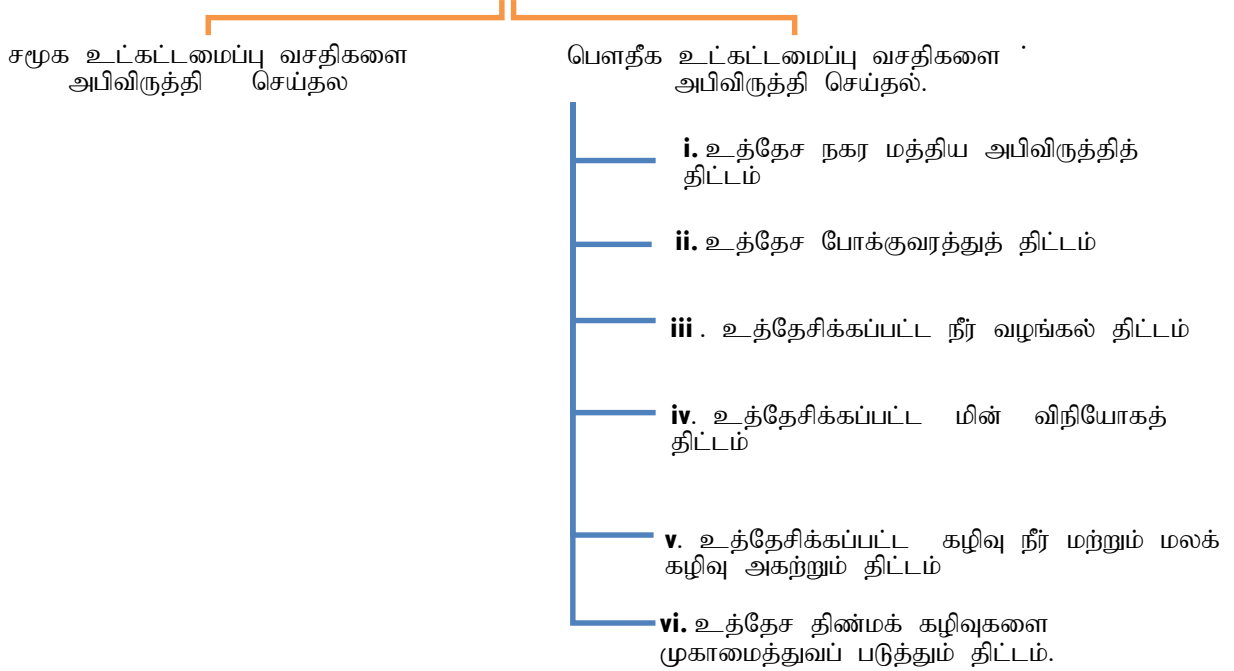 சமூக உட்கட்டமைப்பு வசதிகளை
அபிவிருத்தி செய்தல
பௌதீக உட்கட்டமைப்பு வசதிகளை
அபிவிருத்தி செய்தல்.
i. உத்தேச நகர மத்திய அபிவிருத்தித்
திட்டம்
ii. உத்தேச போக்குவரத்துத் திட்டம்
iii . உத்தேசிக்கப்பட்ட நீர் வழங்கல் திட்டம்
iv. உத்தேசிக்கப்பட்ட மின் விநியோகத்
திட்டம்
v. உத்தேசிக்கப்பட்ட கழிவு நீர் மற்றும் மலக்
கழிவு அகற்றும் திட்டம்
vi. உத்தேச திண்மக் கழிவுகளை
முகாமைத்துவப் படுத்தும் திட்டம்.